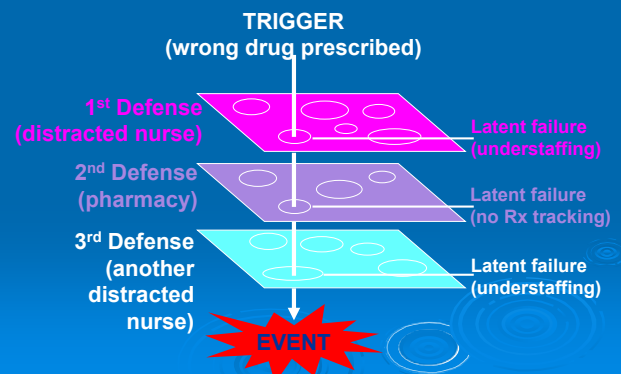 TRIGGER
(wrong drug prescribed)
1st Defense
(distracted nurse)
Latent failure
(understaffing)
2nd Defense
(pharmacy)
Latent failure
(no Rx tracking)
3rd Defense
(another
distracted
nurse)
Latent failure
(understaffing)
EVENT